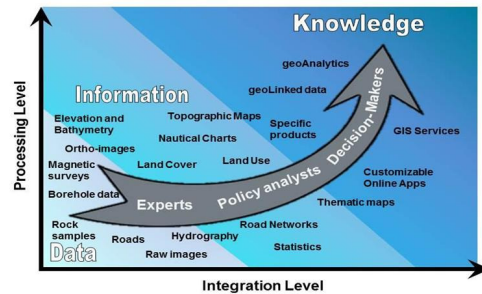 Knowledge
geoAnalytics
Information
geoLinked data
Elevation and
Bathymetry
Topographic Maps
Specific
products
Ortho-images
Nautical Charts
GIS Services
Magnetic
surveys
Land Cover
Land Use
Customizable
Online Apps
Borehole data
Experts
Policy analysts
Decision-Makers
Thematic maps
Rock
samples
Roads
Hydrography
Road Networks
Data
Raw images
Statistics
Processing Level
Integration Level